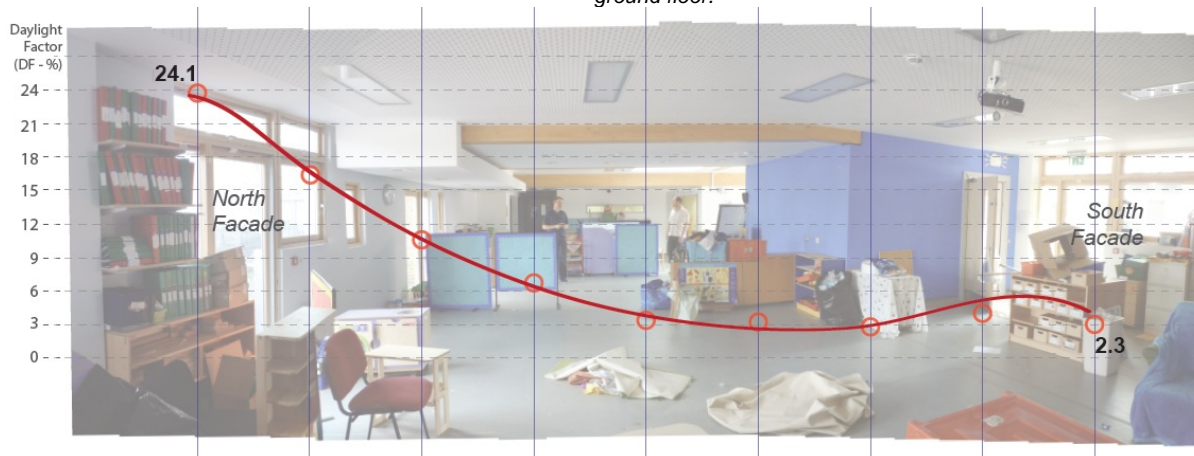 ground floor.
Daylight
Factor
(DF - %)
24
21
18
15
12
9
6
3
0
24.1
North
Facade
South
Facade
2.3